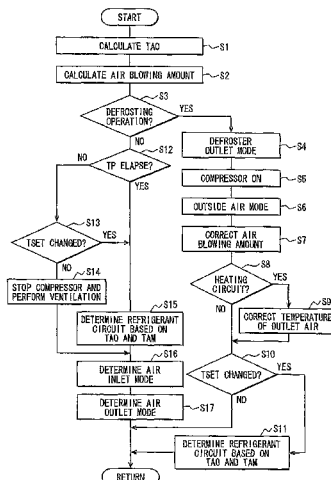 START
CALCULATE TAO
S1
CALCULATE AIR BLOWING AMOUNT
S2
S3
DEFROSTING
OPERATION?
YES
NO
DEFROSTER
OUTLET MODE
S4
S12
NO
TP ELAPSE?
YES
COMPRESSOR ON
S5
OUTSIDE AIR MODE
S6
CORRECT AIR
BLOWING AMOUNT
S7
S13
TSET CHANGED?
YES
NO
S8
HEATING
CIRCUIT?
YES
NO
S14
STOP COMPRESSOR AND
PERFORM VENTILATION
S9
CORRECT TEMPERATURE
OF OUTLET AIR
S15
DETERMINE REFRIGERANT
CIRCUIT BASED ON
TAO AND TAM
S16
DETERMINE AIR
INLET MODE
S10
TSET CHANGED?
YES
NO
DETERMINE AIR
OUTLET MODE
S17
S11
DETERMINE REFRIGERANT
CIRCUIT BASED ON
TAO AND TAM
RETURN